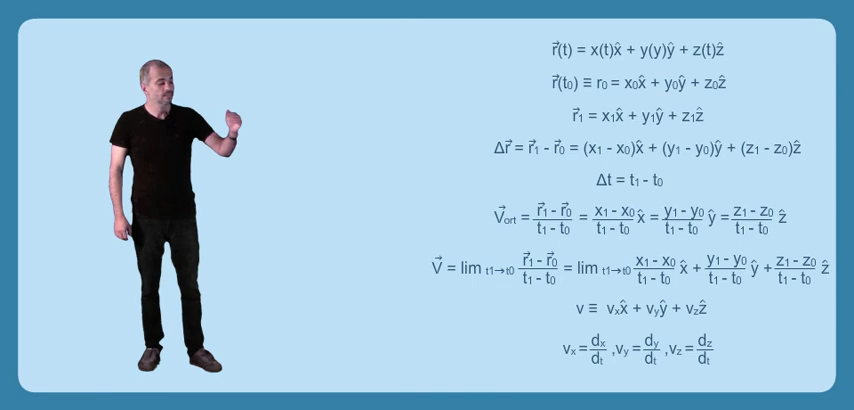 r⃗(t) = x(t)x̂ + y(y)ŷ + z(t)ẑ
r⃗(t₀) ≡ r₀ = x₀x̂ + y₀ŷ + z₀ẑ
r⃗₁ = x₁x̂ + y₁ŷ + z₁ẑ
Δr⃗ = r⃗₁ - r⃗₀ = (x₁ - x₀)x̂ + (y₁ - y₀)ŷ + (z₁ - z₀)ẑ
Δt = t₁ - t₀
V⃗ₒᵣₜ = (r⃗₁ - r⃗₀)/(t₁ - t₀) = (x₁ - x₀)/(t₁ - t₀) x̂ = (y₁ - y₀)/(t₁ - t₀) ŷ = (z₁ - z₀)/(t₁ - t₀) ẑ
V⃗ = lim t₁→t₀ (r⃗₁ - r⃗₀)/(t₁ - t₀) = lim t₁→t₀ (x₁ - x₀)/(t₁ - t₀) x̂ + (y₁ - y₀)/(t₁ - t₀) ŷ + (z₁ - z₀)/(t₁ - t₀) ẑ
v ≡ vₓx̂ + v_yŷ + v_zẑ
vₓ = dₓ/dₜ , v_y = d_y/dₜ , v_z = d_z/dₜ